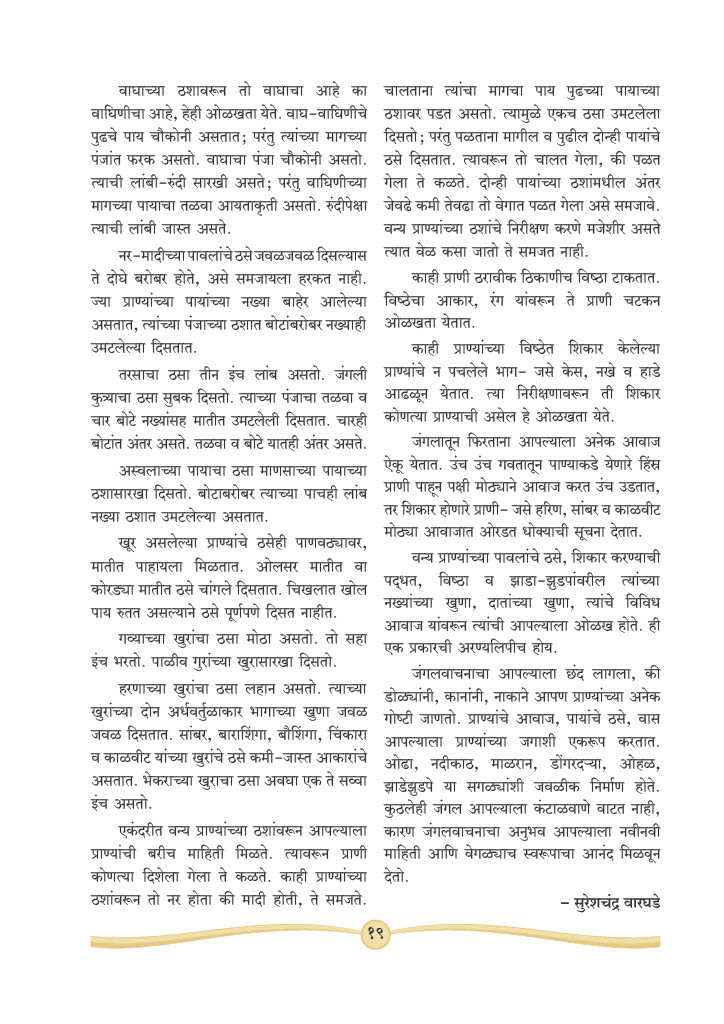 वाघाच्या ठशावरून तो वाघाचा आहे का
वाघिणीचा आहे, हेही ओळखता येते. वाघ-वाघिणीचे
पुढचे पाय चौकोनी असतात; परंतु त्यांच्या मागच्या
पंजांत फरक असतो. वाघाचा पंजा चौकोनी असतो.
त्याची लांबी-रुंदी सारखी असते; परंतु वाघिणीच्या
मागच्या पायाचा तळवा आयताकृती असतो. रुंदीपेक्षा
त्याची लांबी जास्त असते.
नर-मादीच्या पावलांचे ठसे जवळजवळ दिसल्यास
ते दोघे बरोबर होते, असे समजायला हरकत नाही.
ज्या प्राण्यांच्या पायांच्या नख्या बाहेर आलेल्या
असतात, त्यांच्या पंजाच्या ठशात बोटांबरोबर नख्याही
उमटलेल्या दिसतात.
तरसाचा ठसा तीन इंच लांब असतो. जंगली
कुत्र्याचा ठसा सुबक दिसतो. त्याच्या पंजाचा तळवा व
चार बोटे नख्यांसह मातीत उमटलेली दिसतात. चारही
बोटांत अंतर असते. तळवा व बोटे यातही अंतर असते.
अस्वलाच्या पायाचा ठसा माणसाच्या पायाच्या
ठशासारखा दिसतो. बोटाबरोबर त्याच्या पाचही लांब
नख्या ठशात उमटलेल्या असतात.
खूर असलेल्या प्राण्यांचे ठसेही पाणवठ्यावर,
मातीत पाहायला मिळतात. ओलसर मातीत वा
कोरड्या मातीत ठसे चांगले दिसतात. चिखलात खोल
पाय रुतत असल्याने ठसे पूर्णपणे दिसत नाहीत.
गव्याच्या खुरांचा ठसा मोठा असतो. तो सहा
इंच भरतो. पाळीव गुरांच्या खुरासारखा दिसतो.
हरणाच्या खुरांचा ठसा लहान असतो. त्याच्या
खुरांच्या दोन अर्धवर्तुळाकार भागाच्या खुणा जवळ
जवळ दिसतात. सांबर, बाराशिंगा, बौशिंगा, चिंकारा
व काळवीट यांच्या खुरांचे ठसे कमी-जास्त आकारांचे
असतात. भेकराच्या खुराचा ठसा अवघा एक ते सव्वा
इंच असतो.
एकंदरीत वन्य प्राण्यांच्या ठशांवरून आपल्याला
प्राण्यांची बरीच माहिती मिळते. त्यावरून प्राणी
कोणत्या दिशेला गेला ते कळते. काही प्राण्यांच्या
ठशांवरून तो नर होता की मादी होती, ते समजते.
चालताना त्यांचा मागचा पाय पुढच्या पायाच्या
ठशावर पडत असतो. त्यामुळे एकच ठसा उमटलेला
दिसतो; परंतु पळताना मागील व पुढील दोन्ही पायांचे
ठसे दिसतात. त्यावरून तो चालत गेला, की पळत
गेला ते कळते. दोन्ही पायांच्या ठशांमधील अंतर
जेवढे कमी तेवढा तो वेगात पळत गेला असे समजावे.
वन्य प्राण्यांच्या ठशांचे निरीक्षण करणे मजेशीर असते
त्यात वेळ कसा जातो ते समजत नाही.
काही प्राणी ठरावीक ठिकाणीच विष्ठा टाकतात.
विष्ठेचा आकार, रंग यांवरून ते प्राणी चटकन
ओळखता येतात.
काही प्राण्यांच्या विष्ठेत शिकार केलेल्या
प्राण्यांचे न पचलेले भाग- जसे केस, नखे व हाडे
आढळून येतात. त्या निरीक्षणावरून ती शिकार
कोणत्या प्राण्याची असेल हे ओळखता येते.
जंगलातून फिरताना आपल्याला अनेक आवाज
ऐकू येतात. उंच उंच गवतातून पाण्याकडे येणारे हिंस्र
प्राणी पाहून पक्षी मोठ्याने आवाज करत उंच उडतात,
तर शिकार होणारे प्राणी- जसे हरिण, सांबर व काळवीट
मोठ्या आवाजात ओरडत धोक्याची सूचना देतात.
वन्य प्राण्यांच्या पावलांचे ठसे, शिकार करण्याची
पद्धत, विष्ठा व झाडा-झुडपांवरील त्यांच्या
नख्यांच्या खुणा, दातांच्या खुणा, त्यांचे विविध
आवाज यांवरून त्यांची आपल्याला ओळख होते. ही
एक प्रकारची अरण्यलिपीच होय.
जंगलवाचनाचा आपल्याला छंद लागला, की
डोळ्यांनी, कानांनी, नाकाने आपण प्राण्यांच्या अनेक
गोष्टी जाणतो. प्राण्यांचे आवाज, पायांचे ठसे, वास
आपल्याला प्राण्यांच्या जगाशी एकरूप करतात.
ओढा, नदीकाठ, माळरान, डोंगरदऱ्या, ओहळ,
झाडेझुडपे या सगळ्यांशी जवळीक निर्माण होते.
कुठलेही जंगल आपल्याला कंटाळवाणे वाटत नाही,
कारण जंगलवाचनाचा अनुभव आपल्याला नवीनवी
माहिती आणि वेगळ्याच स्वरूपाचा आनंद मिळवून
देतो.
– सुरेशचंद्र वारघडे
१९